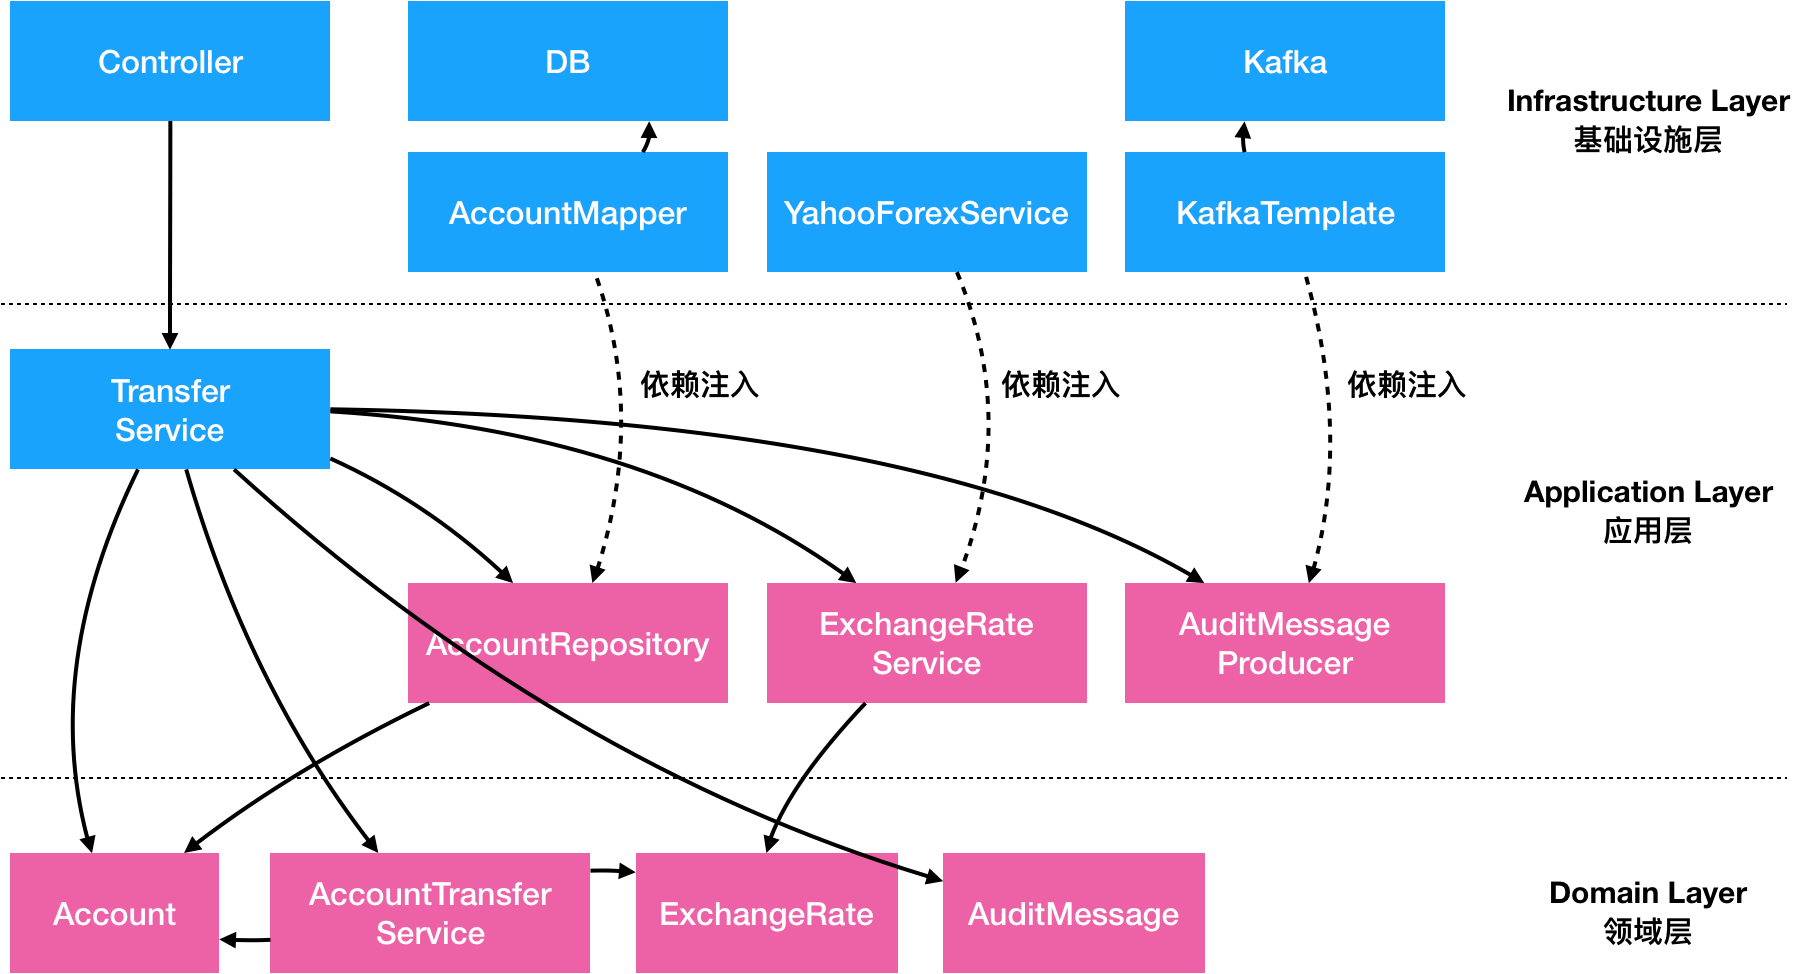 Controller
DB
Kafka
Infrastructure Layer
基础设施层
AccountMapper
YahooForexService
KafkaTemplate
依赖注入
依赖注入
依赖注入
Transfer
Service
Application Layer
应用层
AccountRepository
ExchangeRate
Service
AuditMessage
Producer
Account
AccountTransfer
Service
ExchangeRate
AuditMessage
Domain Layer
领域层